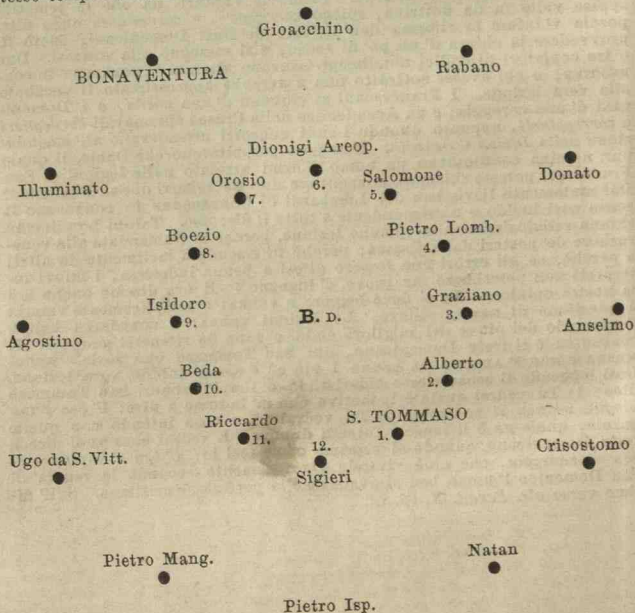 Gioacchino
BONAVENTURA
Rabano
Dionigi Areop.
6.
Illuminato
Orosio
7.
Salomone
5.
Donato
Boezio
8.
Pietro Lomb.
4.
Isidoro
9.
B. D.
Graziano
3.
Agostino
Anselmo
Beda
10.
Alberto
2.
Riccardo
11.
12.
S. TOMMASO
1.
Ugo da S. Vitt.
Sigieri
Crisostomo
Pietro Mang.
Natan
Pietro Isp.